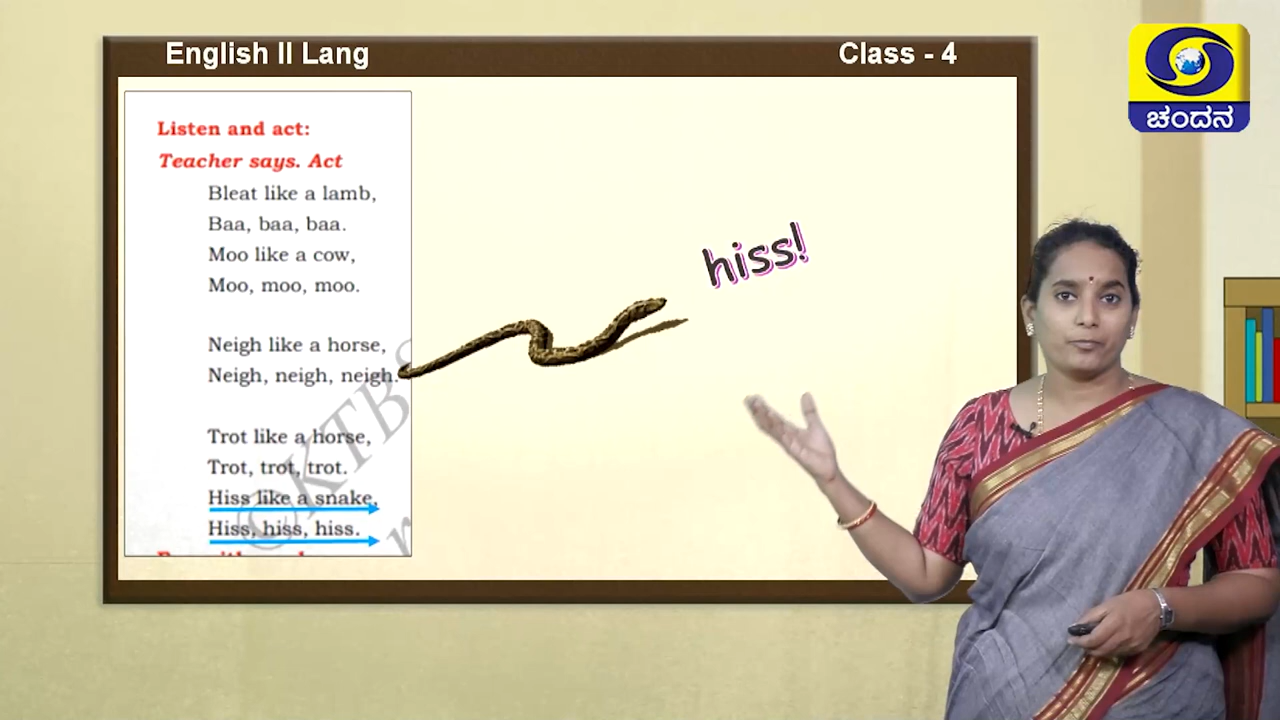 English II Lang
Class - 4
ಚಂದನ
Listen and act:
Teacher says. Act
Bleat like a lamb,
Baa, baa, baa.
Moo like a cow,
Moo, moo, moo.
Neigh like a horse,
Neigh, neigh, neigh.
Trot like a horse,
Trot, trot, trot.
Hiss like a snake,
Hiss, hiss, hiss.
hiss!
©KTBS